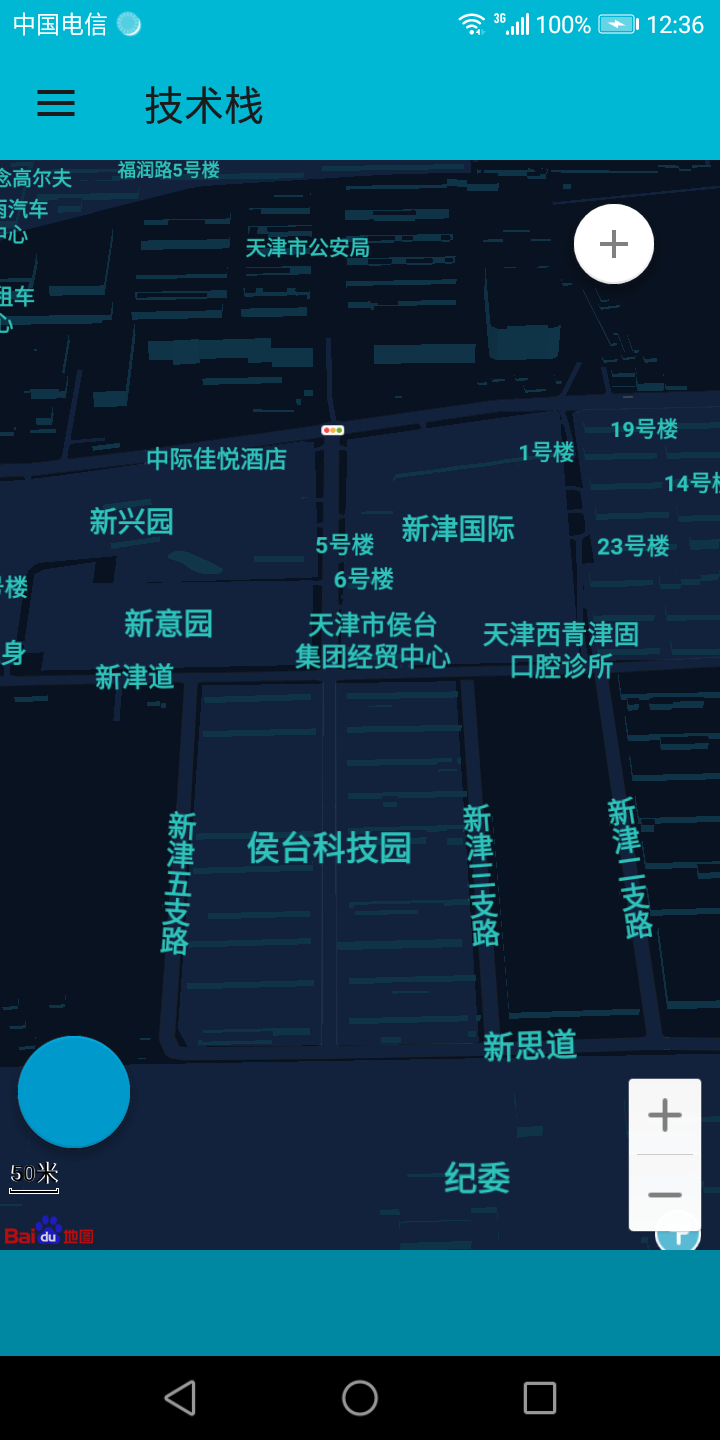 中国电信
3G 100% 12:36
技术栈
福润路5号楼
念高尔夫
汽车
中心
天津市公安局
租车
心
19号楼
1号楼
中际佳悦酒店
14号楼
新兴园
新津国际
5号楼
23号楼
6号楼
号楼
新意园
天津市侯台
集团经贸中心
天津西青津固
口腔诊所
身
新津道
新津五支路
侯台科技园
新津三支路
新津二支路
新思道
50米
纪委
Baidu地图